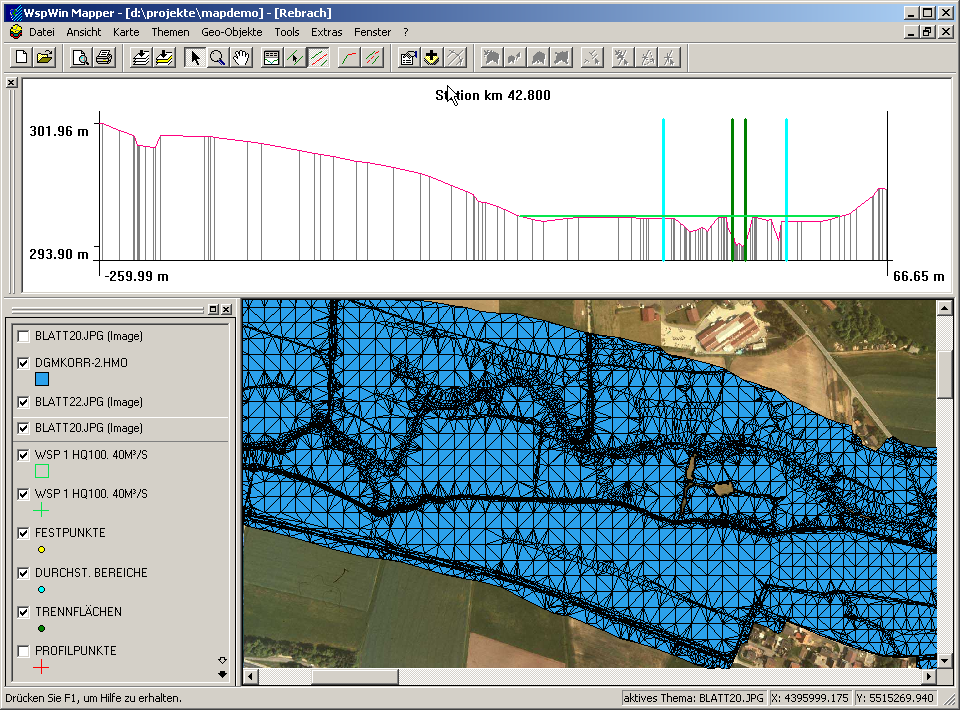 WspWin Mapper - [d:\projekte\mapdemo] - [Rebrach]
Datei Ansicht Karte Themen Geo-Objekte Tools Extras Fenster ?
Station km 42.800
301.96 m
293.90 m
-259.99 m
66.65 m
BLATT20.JPG (Image)
DGMKORR-2.HMO
BLATT22.JPG (Image)
BLATT20.JPG (Image)
WSP 1 HQ100. 40M³/S
WSP 1 HQ100. 40M³/S
FESTPUNKTE
DURCHST. BEREICHE
TRENNFLÄCHEN
PROFILPUNKTE
Drücken Sie F1, um Hilfe zu erhalten.
aktives Thema: BLATT20.JPG X: 4395999.175 Y: 5515269.940